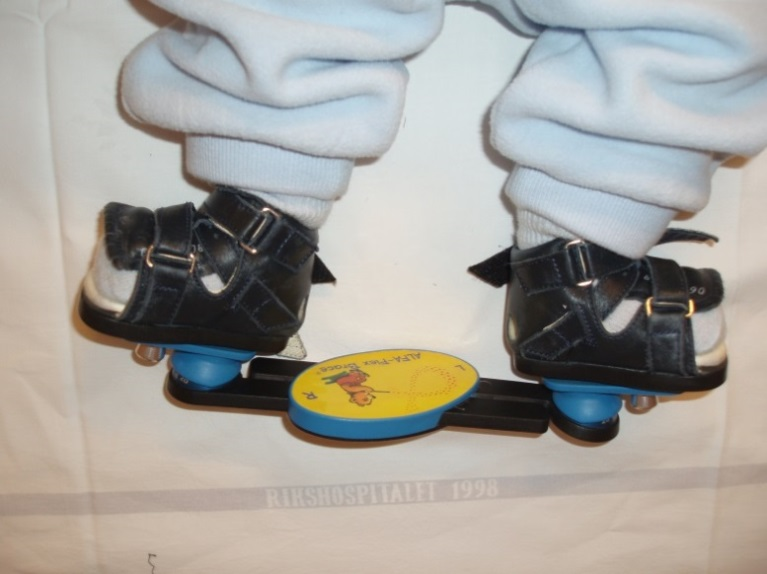 ALFA-Flex Brace
L
R
RIKSHOSPITALET 1998